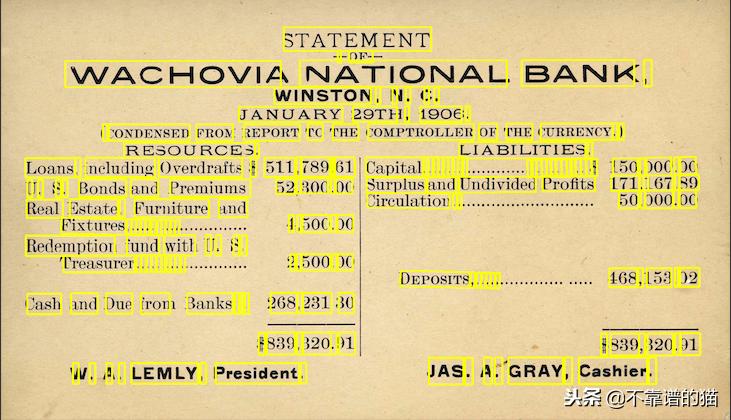 STATEMENT
—OF—
WACHOVIA NATIONAL BANK,
WINSTON, N. C.
JANUARY 29TH, 1906.
(CONDENSED FROM REPORT TO THE COMPTROLLER OF THE CURRENCY.)
RESOURCES.
Loans, including Overdrafts $ 511,789.61
U. S. Bonds and Premiums 52,300.00
Real Estate, Furniture and
Fixtures.................... 4,500.00
Redemption fund with U. S.
Treasurer.................... 2,500.00
Cash and Due from Banks... 268,231.30
$839,320.91
LIABILITIES.
Capital......................$ 150,000.00
Surplus and Undivided Profits 171,167.89
Circulation.................... 50,000.00
DEPOSITS,.................... 468,153.02
$839,320.91
W. A. LEMLY, President.
JAS. A. GRAY, Cashier.
头条 @不靠谱的猫